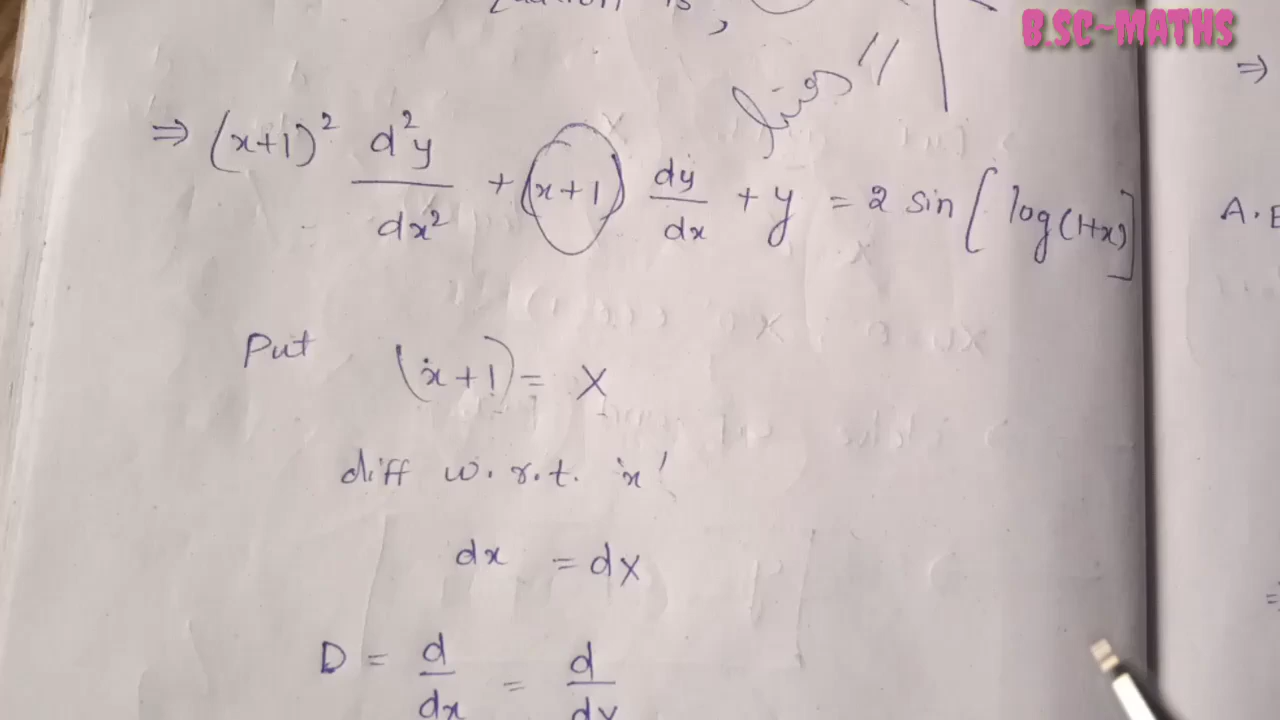 B.SC-MATHS
is,
⇒ (x+1)² d²y/dx² + (x+1) dy/dx + y = 2 sin[log(1+x)]
Put (x+1) = X
diff w.r.t. 'x'
dx = dX
D = d/dx = d/dX
⇒
A.E
=